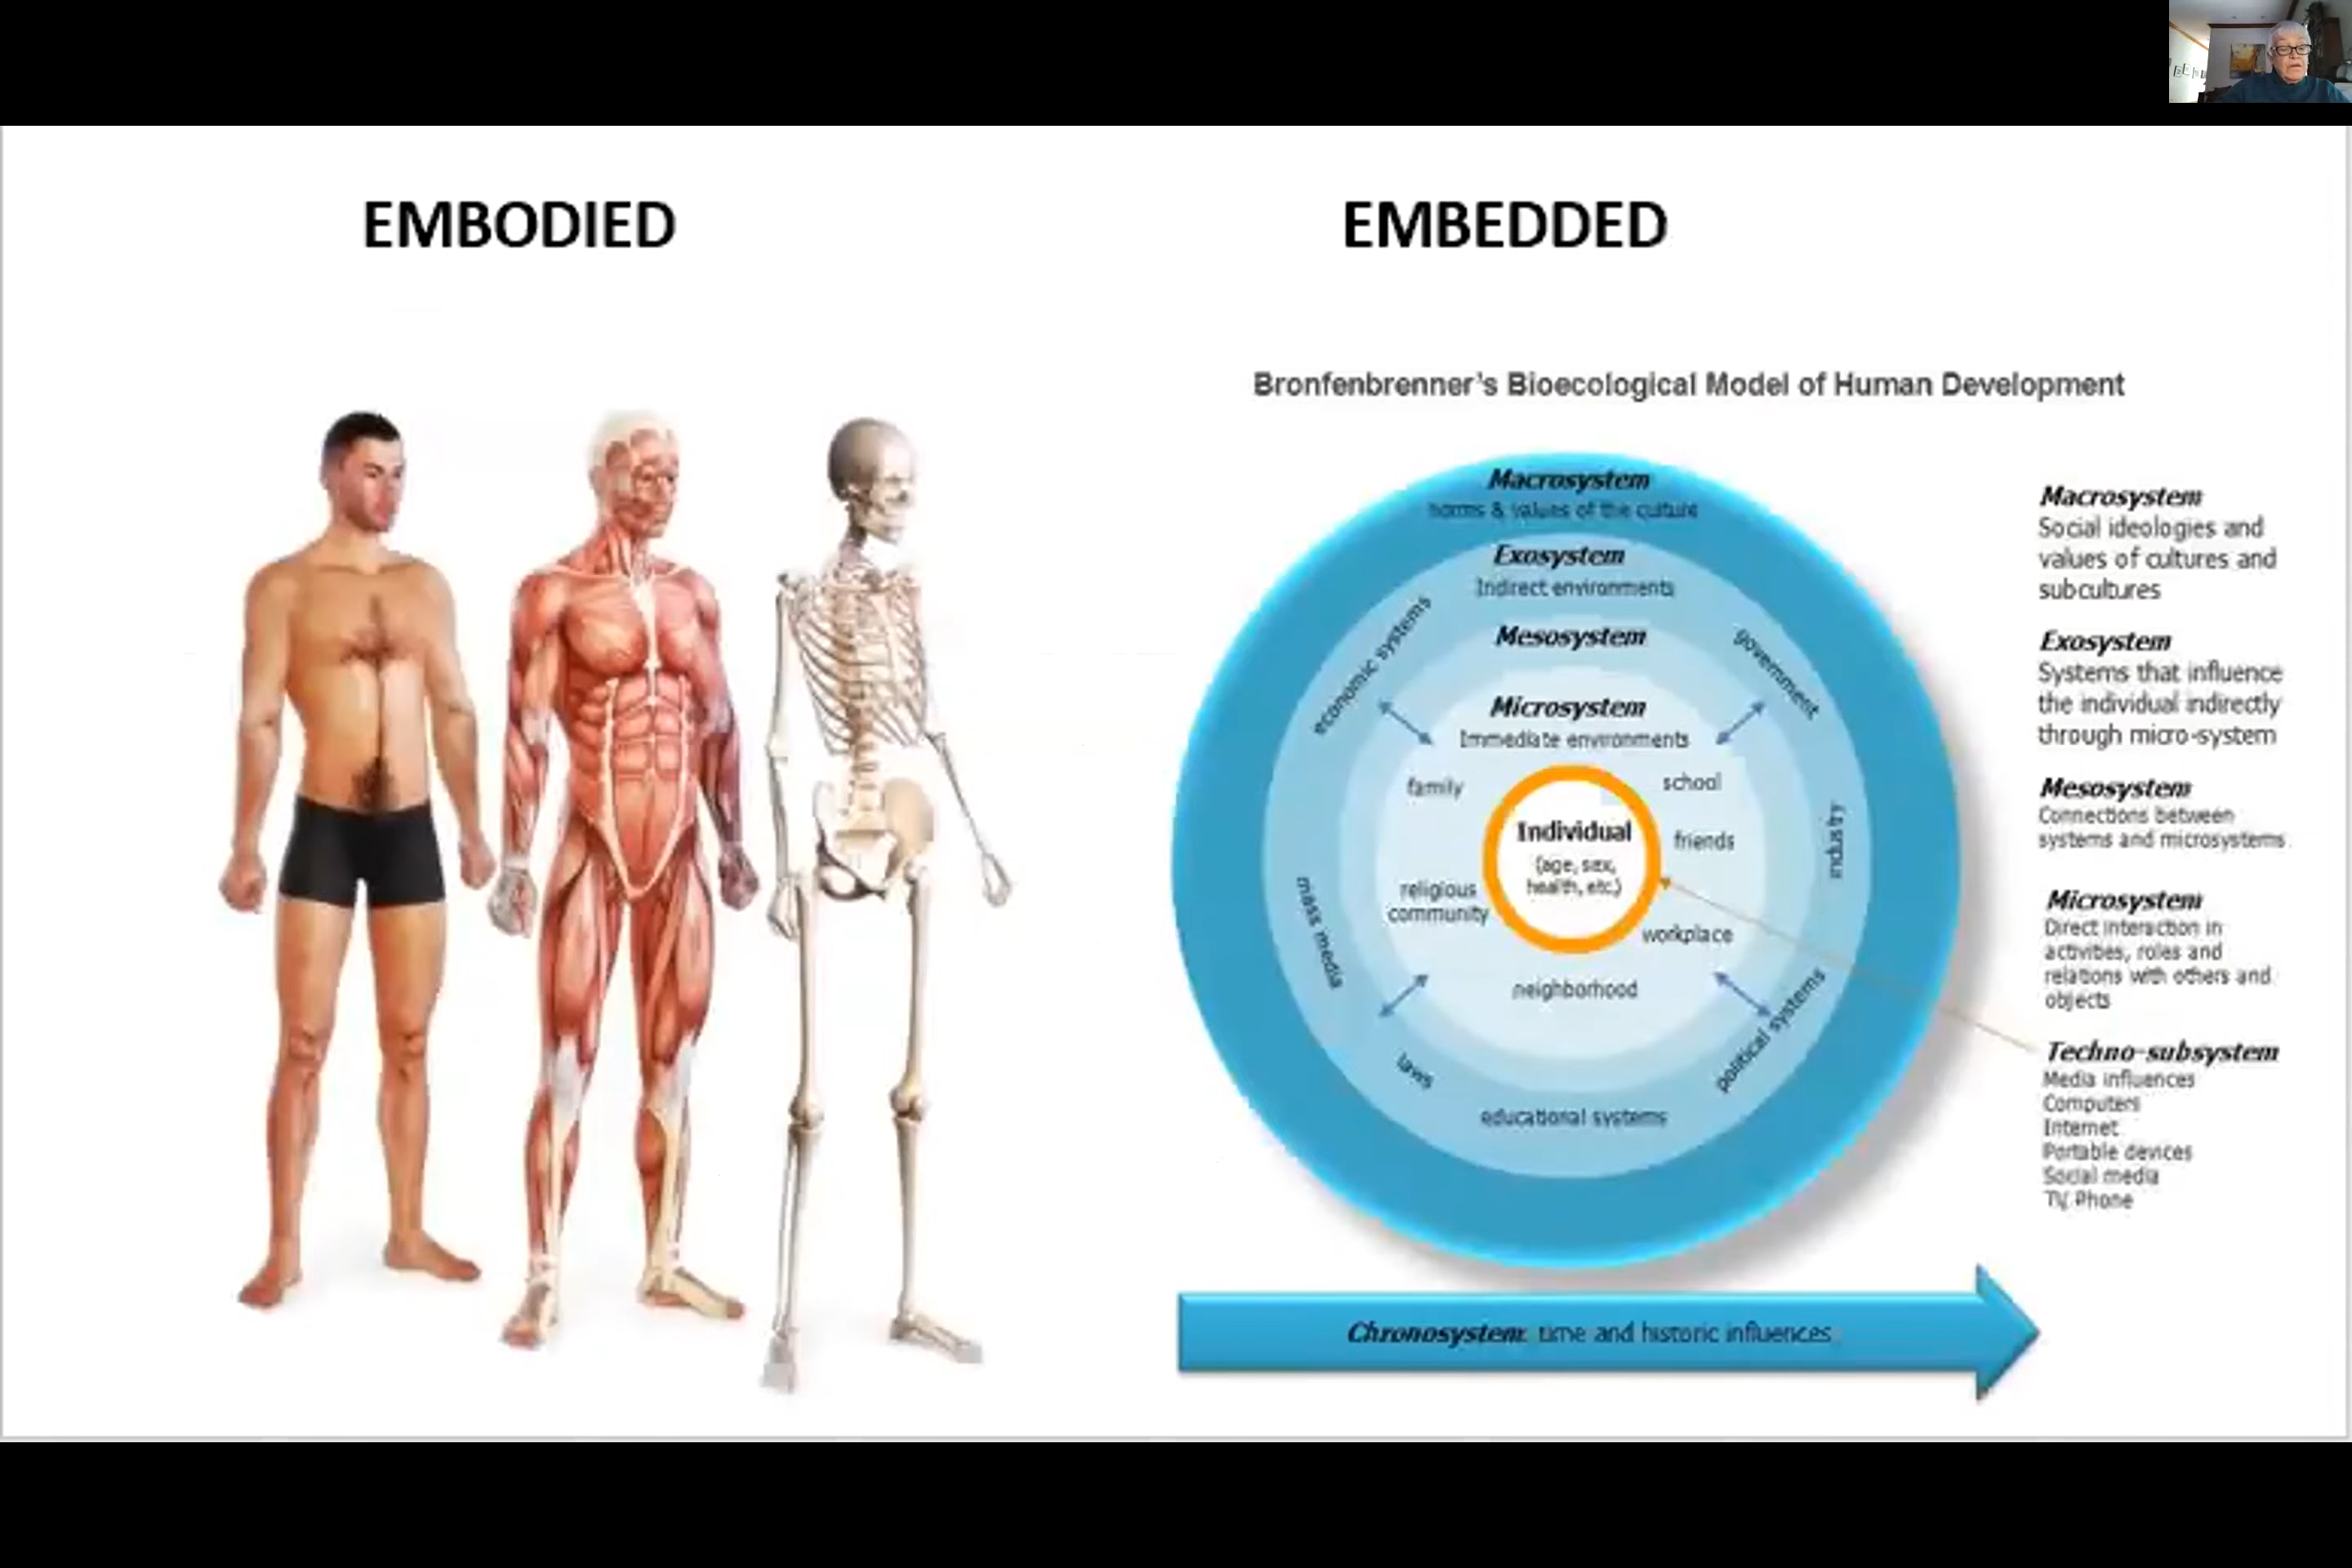 EMBODIED
EMBEDDED
Bronfenbrenner's Bioecological Model of Human Development
Macrosystem
norms & values of the culture
Exosystem
Indirect environments
economic systems
government
Mesosystem
Microsystem
Immediate environments
family
school
Individual
(age, sex,
health, etc.)
friends
industry
religious
community
workplace
mass media
neighborhood
political systems
laws
educational systems
Macrosystem
Social ideologies and
values of cultures and
subcultures
Exosystem
Systems that influence
the individual indirectly
through micro-system
Mesosystem
Connections between
systems and microsystems
Microsystem
Direct interaction in
activities, roles and
relations with others and
objects
Techno-subsystem
Media influences
Computers
Internet
Portable devices
Social media
TV, Phone
Chronosystem: time and historic influences